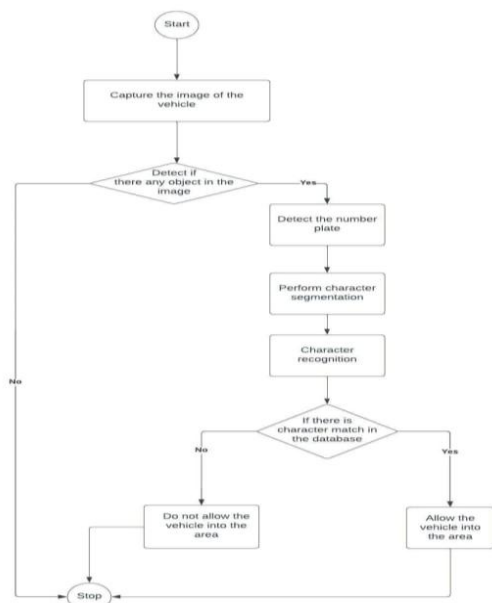 Start
Capture the image of the
vehicle
Detect if
there any object in the
image
Yes
Detect the number
plate
Perform character
segmentation
Character
recognition
No
If there is
character match in
the database
No
Yes
Do not allow the
vehicle into the
area
Allow the
vehicle into
the area
Stop